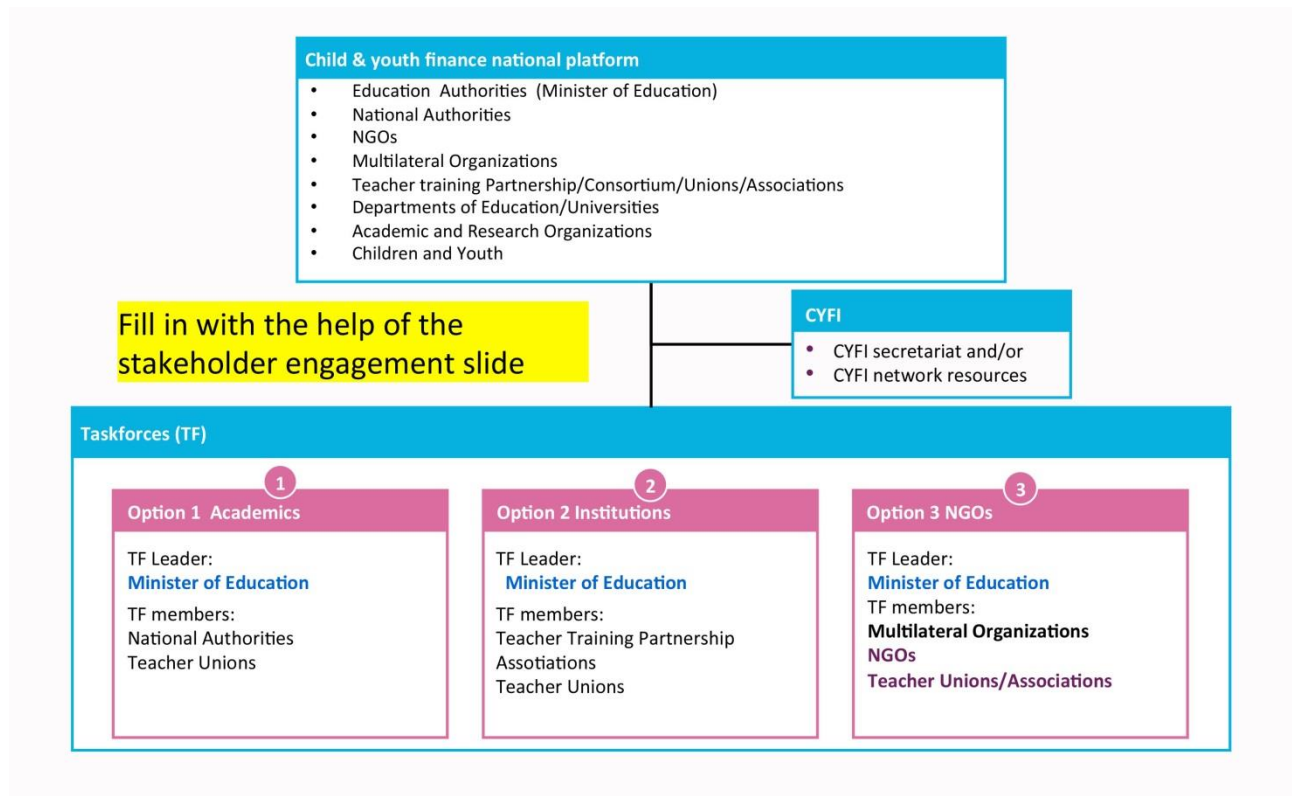 Child & youth finance national platform
• Education Authorities (Minister of Education)
• National Authorities
• NGOs
• Multilateral Organizations
• Teacher training Partnership/Consortium/Unions/Associations
• Departments of Education/Universities
• Academic and Research Organizations
• Children and Youth
Fill in with the help of the
stakeholder engagement slide
CYFI
• CYFI secretariat and/or
• CYFI network resources
Taskforces (TF)
1
Option 1 Academics
TF Leader:
Minister of Education
TF members:
National Authorities
Teacher Unions
2
Option 2 Institutions
TF Leader:
Minister of Education
TF members:
Teacher Training Partnership
Assotiations
Teacher Unions
3
Option 3 NGOs
TF Leader:
Minister of Education
TF members:
Multilateral Organizations
NGOs
Teacher Unions/Associations